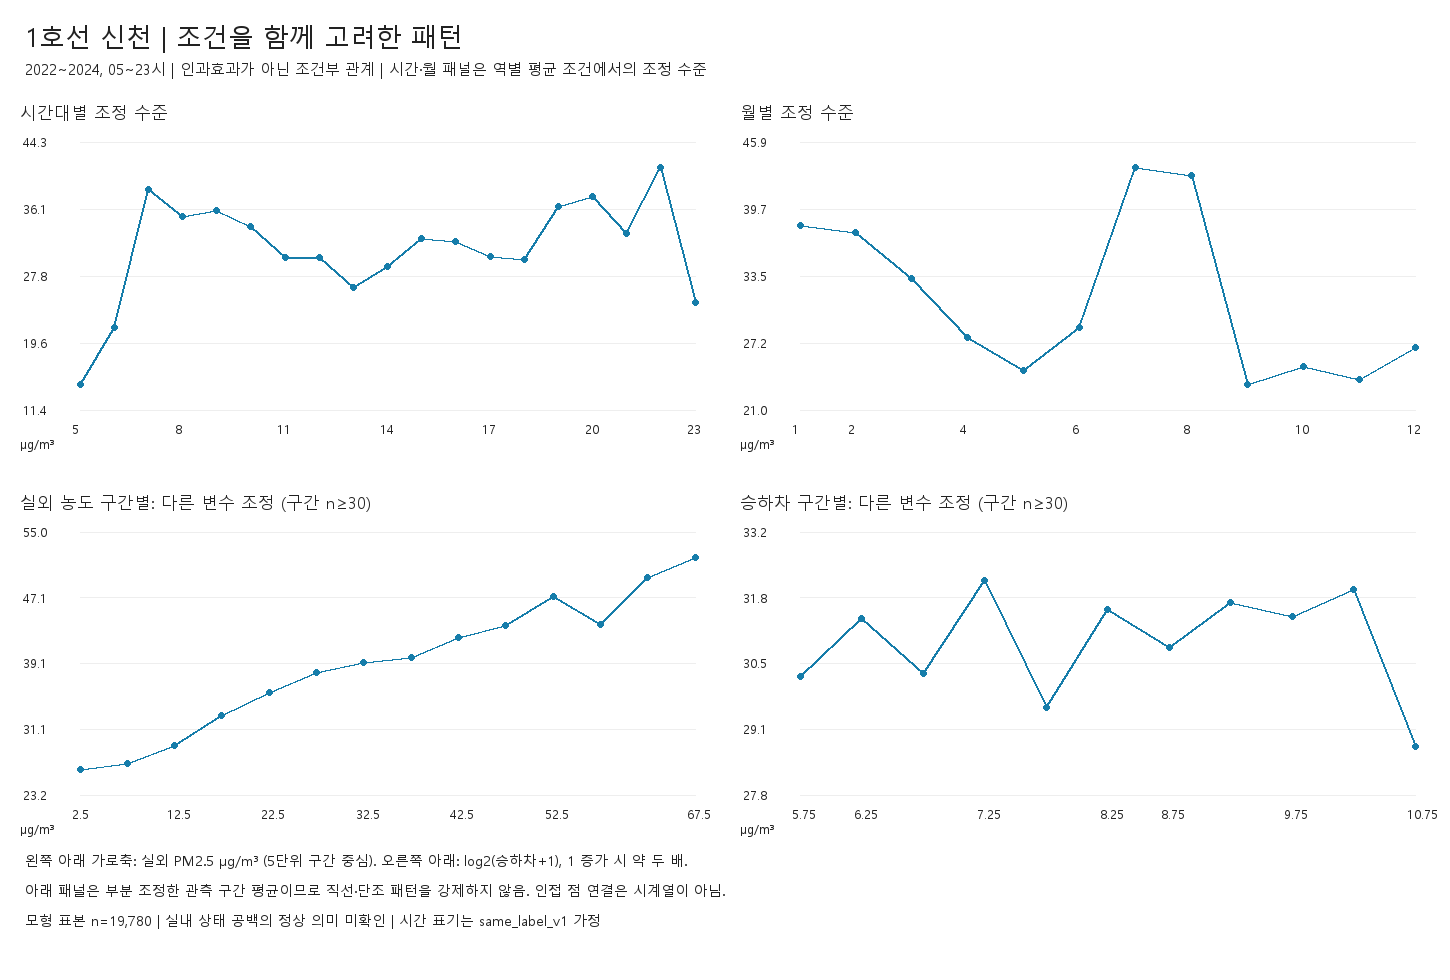 1호선 신천 | 조건을 함께 고려한 패턴
2022~2024, 05~23시 | 인과효과가 아닌 조건부 관계 | 시간·월 패널은 역별 평균 조건에서의 조정 수준
시간대별 조정 수준
44.3
36.1
27.8
19.6
11.4
5 8 11 14 17 20 23
µg/m³
월별 조정 수준
45.9
39.7
33.5
27.2
21.0
1 2 4 6 8 10 12
µg/m³
실외 농도 구간별: 다른 변수 조정 (구간 n≥30)
55.0
47.1
39.1
31.1
23.2
2.5 12.5 22.5 32.5 42.5 52.5 67.5
µg/m³
승하차 구간별: 다른 변수 조정 (구간 n≥30)
33.2
31.8
30.5
29.1
27.8
5.75 6.25 7.25 8.25 8.75 9.75 10.75
µg/m³
왼쪽 아래 가로축: 실외 PM2.5 µg/m³ (5단위 구간 중심). 오른쪽 아래: log2(승하차+1), 1 증가 시 약 두 배.
아래 패널은 부분 조정한 관측 구간 평균이므로 직선·단조 패턴을 강제하지 않음. 인접 점 연결은 시계열이 아님.
모형 표본 n=19,780 | 실내 상태 공백의 정상 의미 미확인 | 시간 표기는 same_label_v1 가정